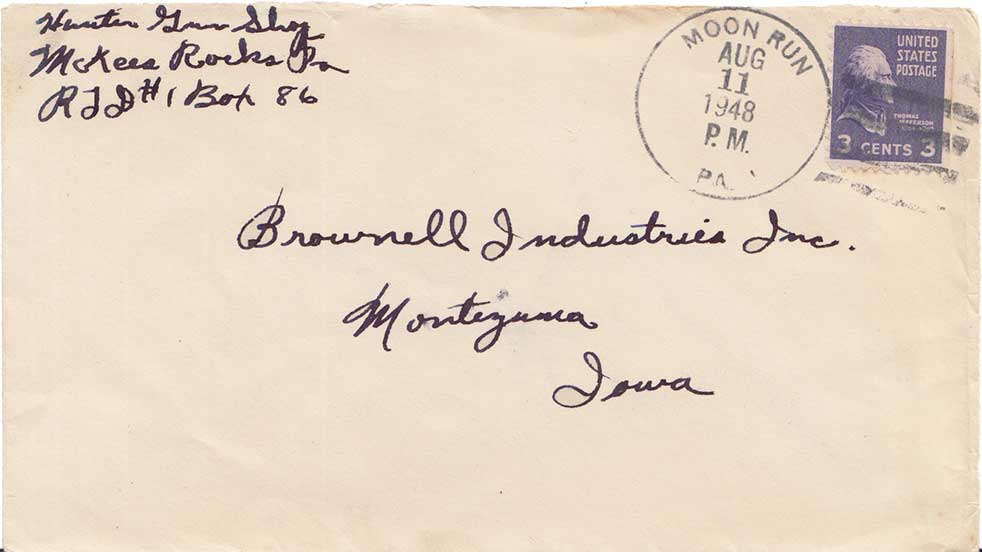 Hunter Gun Shop
McKees Rocks Pa
RFD #1 Box 86
MOON RUN
AUG
11
1948
P.M.
PA.
UNITED
STATES
POSTAGE
THOMAS
JEFFERSON
3 CENTS 3
Brownell Industries Inc.
Montezuma
Iowa